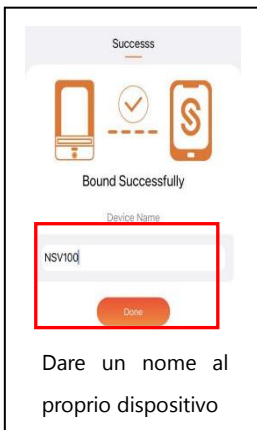 Successs
Bound Successfully
Device Name
NSV100
Done
Dare un nome al
proprio dispositivo